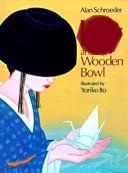 Alan Schroeder
Wooden
Bowl
Illustrated by
Yoriko Ito